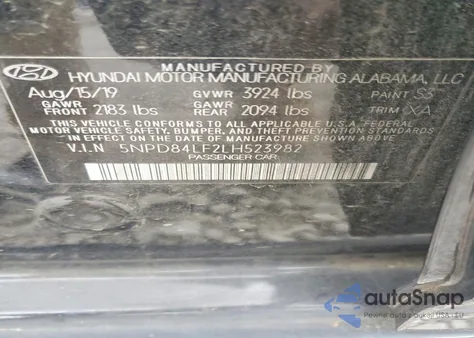 MANUFACTURED BY
HYUNDAI MOTOR MANUFACTURING ALABAMA, LLC
Aug/15/19 GVWR 3924 lbs PAINT S3
GAWR FRONT 2183 lbs GAWR REAR 2094 lbs TRIM XA
THIS VEHICLE CONFORMS TO ALL APPLICABLE U.S.A. FEDERAL
MOTOR VEHICLE SAFETY, BUMPER, AND THEFT PREVENTION STANDARDS
IN EFFECT ON THE DATE OF MANUFACTURE SHOWN ABOVE.
V.I.N 5NPD84LF2LH523982
PASSENGER CAR
autoSnap